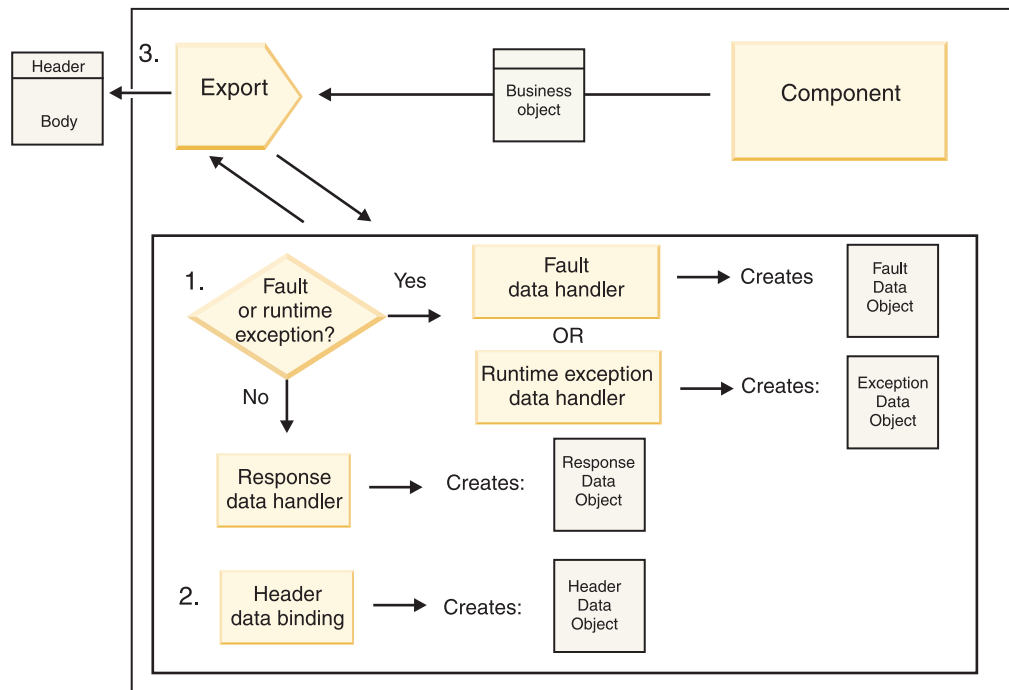 3.
Header
Body
Export
Business
object
Component
1.
Fault
or runtime
exception?
Yes
Fault
data handler
Creates
Fault
Data
Object
OR
Runtime exception
data handler
Creates:
Exception
Data
Object
No
Response
data handler
Creates:
Response
Data
Object
2.
Header
data binding
Creates:
Header
Data
Object